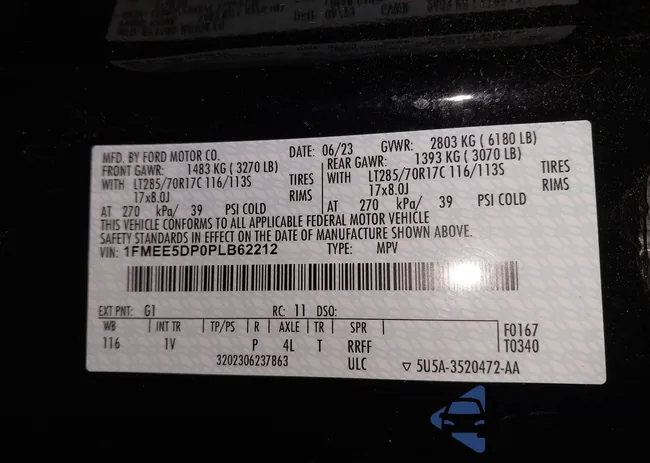 MFD. BY FORD MOTOR CO. DATE: 06/23 GVWR: 2803 KG ( 6180 LB)
FRONT GAWR: 1483 KG ( 3270 LB) REAR GAWR: 1393 KG ( 3070 LB)
WITH LT285/70R17C 116/113S TIRES WITH LT285/70R17C 116/113S TIRES
17x8.0J RIMS 17x8.0J RIMS
AT 270 kPa/ 39 PSI COLD AT 270 kPa/ 39 PSI COLD
THIS VEHICLE CONFORMS TO ALL APPLICABLE FEDERAL MOTOR VEHICLE
SAFETY STANDARDS IN EFFECT ON THE DATE OF MANUFACTURE SHOWN ABOVE.
VIN: 1FMEE5DP0PLB62212 TYPE: MPV
EXT PNT: G1 RC: 11 DSO:
WB INT TR TP/PS R AXLE TR SPR F0167
116 1V P 4L T RRFF T0340
3202306237863 ULC ▽ 5U5A-3520472-AA